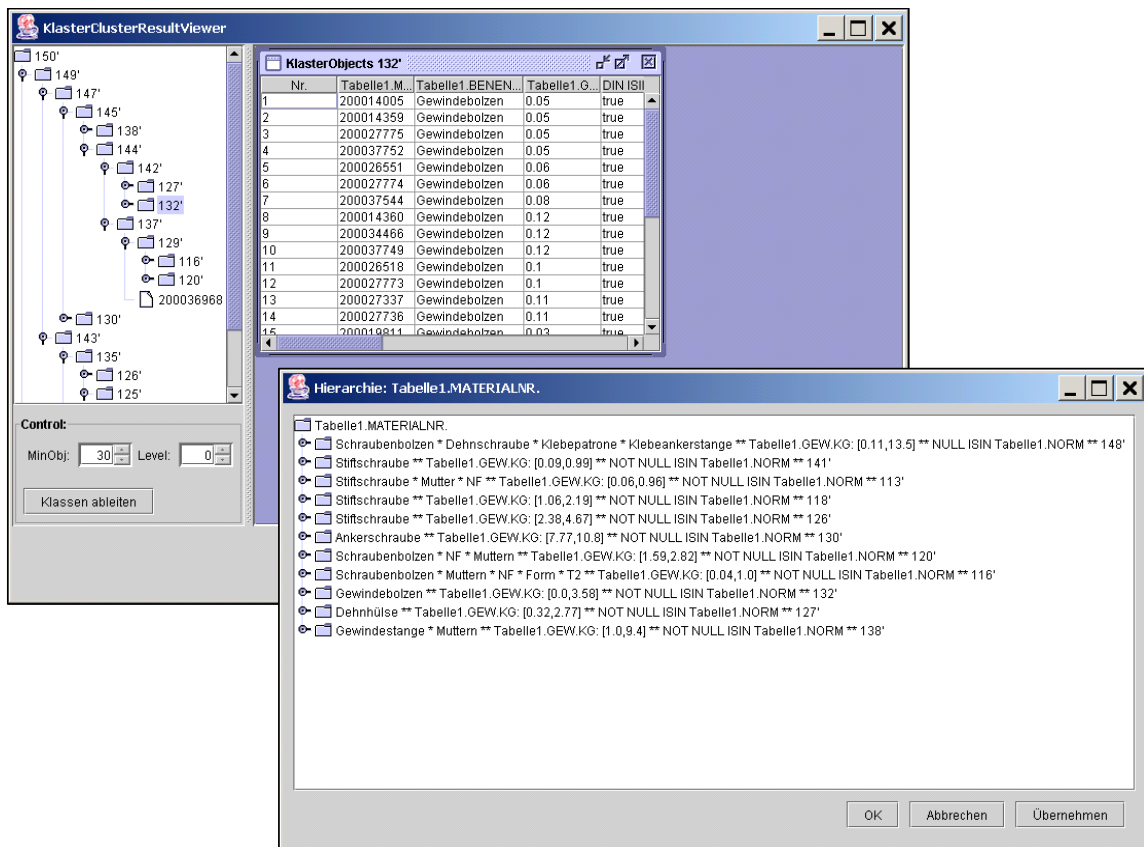 KlasterClusterResultViewer
150'
149'
147'
145'
138'
144'
142'
127'
132'
137'
129'
116'
120'
200036968
130'
143'
135'
126'
125'
Control:
MinObj: 30 Level: 0
Klassen ableiten
KlasterObjects 132'
Nr. Tabelle1.M... Tabelle1.BENEN... Tabelle1.G... DIN ISII
1 200014005 Gewindebolzen 0.05 true
2 200014359 Gewindebolzen 0.05 true
3 200027775 Gewindebolzen 0.05 true
4 200037752 Gewindebolzen 0.05 true
5 200026551 Gewindebolzen 0.06 true
6 200027774 Gewindebolzen 0.06 true
7 200037544 Gewindebolzen 0.08 true
8 200014360 Gewindebolzen 0.12 true
9 200034466 Gewindebolzen 0.12 true
10 200037749 Gewindebolzen 0.12 true
11 200026518 Gewindebolzen 0.1 true
12 200027773 Gewindebolzen 0.1 true
13 200027337 Gewindebolzen 0.11 true
14 200027736 Gewindebolzen 0.11 true
15 200019811 Gewindebolzen 0.03 true
Hierarchie: Tabelle1.MATERIALNR.
Tabelle1.MATERIALNR.
Schraubenbolzen * Dehnschraube * Klebepatrone * Klebeankerstange ** Tabelle1.GEW.KG: [0.11,13.5] ** NULL ISIN Tabelle1.NORM ** 148'
Stiftschraube ** Tabelle1.GEW.KG: [0.09,0.99] ** NOT NULL ISIN Tabelle1.NORM ** 141'
Stiftschraube * Mutter * NF ** Tabelle1.GEW.KG: [0.06,0.96] ** NOT NULL ISIN Tabelle1.NORM ** 113'
Stiftschraube ** Tabelle1.GEW.KG: [1.06,2.19] ** NOT NULL ISIN Tabelle1.NORM ** 118'
Stiftschraube ** Tabelle1.GEW.KG: [2.38,4.67] ** NOT NULL ISIN Tabelle1.NORM ** 126'
Ankerschraube ** Tabelle1.GEW.KG: [7.77,10.8] ** NOT NULL ISIN Tabelle1.NORM ** 130'
Schraubenbolzen * NF * Muttern ** Tabelle1.GEW.KG: [1.59,2.82] ** NOT NULL ISIN Tabelle1.NORM ** 120'
Schraubenbolzen * Muttern * NF * Form * T2 ** Tabelle1.GEW.KG: [0.04,1.0] ** NOT NULL ISIN Tabelle1.NORM ** 116'
Gewindebolzen ** Tabelle1.GEW.KG: [0.0,3.58] ** NOT NULL ISIN Tabelle1.NORM ** 132'
Dehnhülse ** Tabelle1.GEW.KG: [0.32,2.77] ** NOT NULL ISIN Tabelle1.NORM ** 127'
Gewindestange * Muttern ** Tabelle1.GEW.KG: [1.0,9.4] ** NOT NULL ISIN Tabelle1.NORM ** 138'
OK Abbrechen Übernehmen